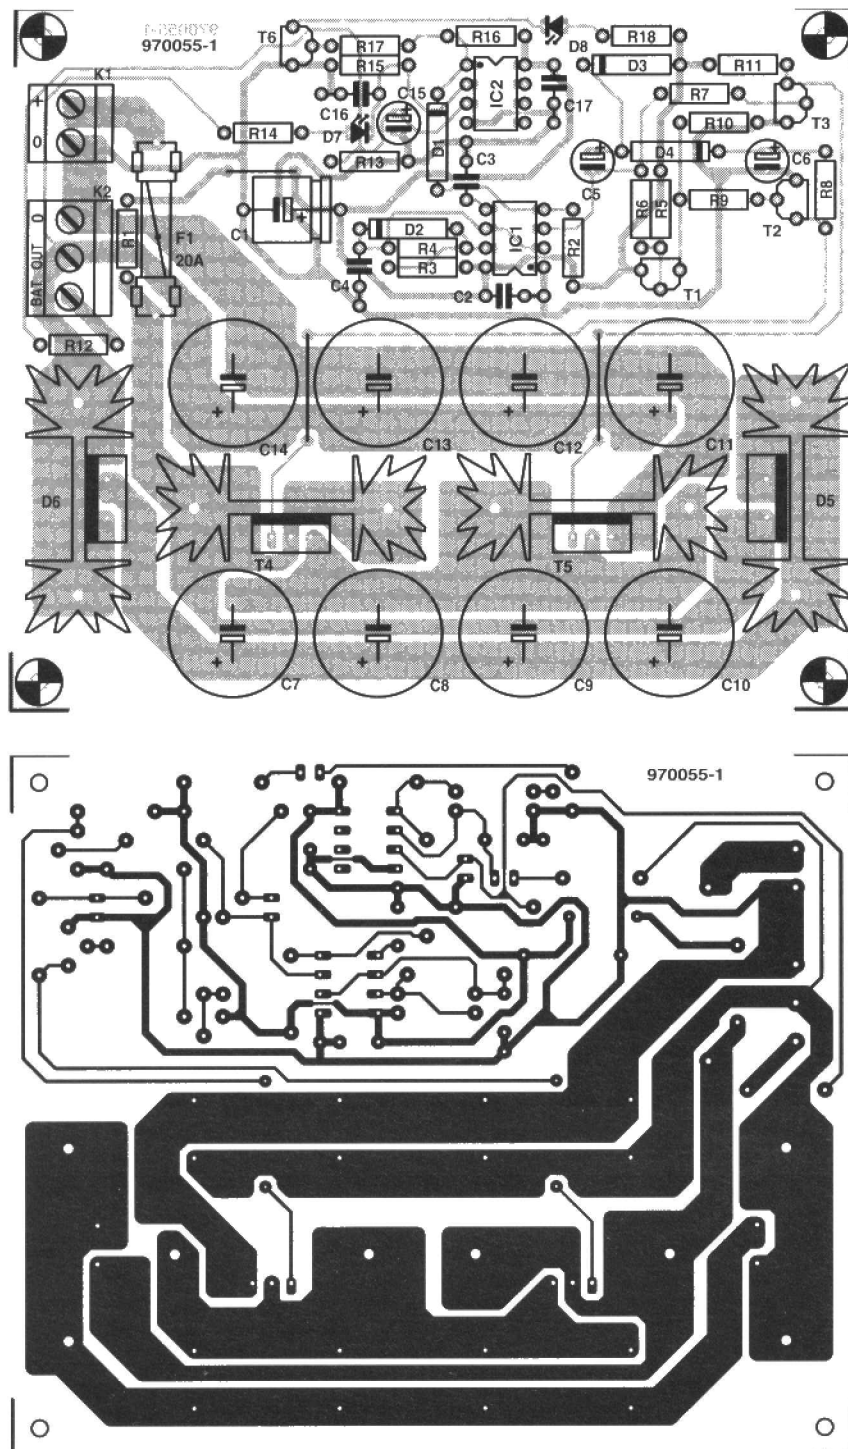 970055-1
970055-1
T6
R17
R15
R16
D8
R18
D3
R11
K1
+
0
C16
C15
IC2
C17
R7
T3
R10
R14
D7
R13
D1
C3
C5
D4
C6
R8
K2
0
OUT
BAT
R1
F1
20A
C1
+
D2
R4
R3
C4
IC1
C2
R2
R6
R5
R9
T2
T1
R12
+
C14
+
C13
+
C12
+
C11
D6
T4
T5
D5
+
C7
+
C8
+
C9
+
C10
970055-1